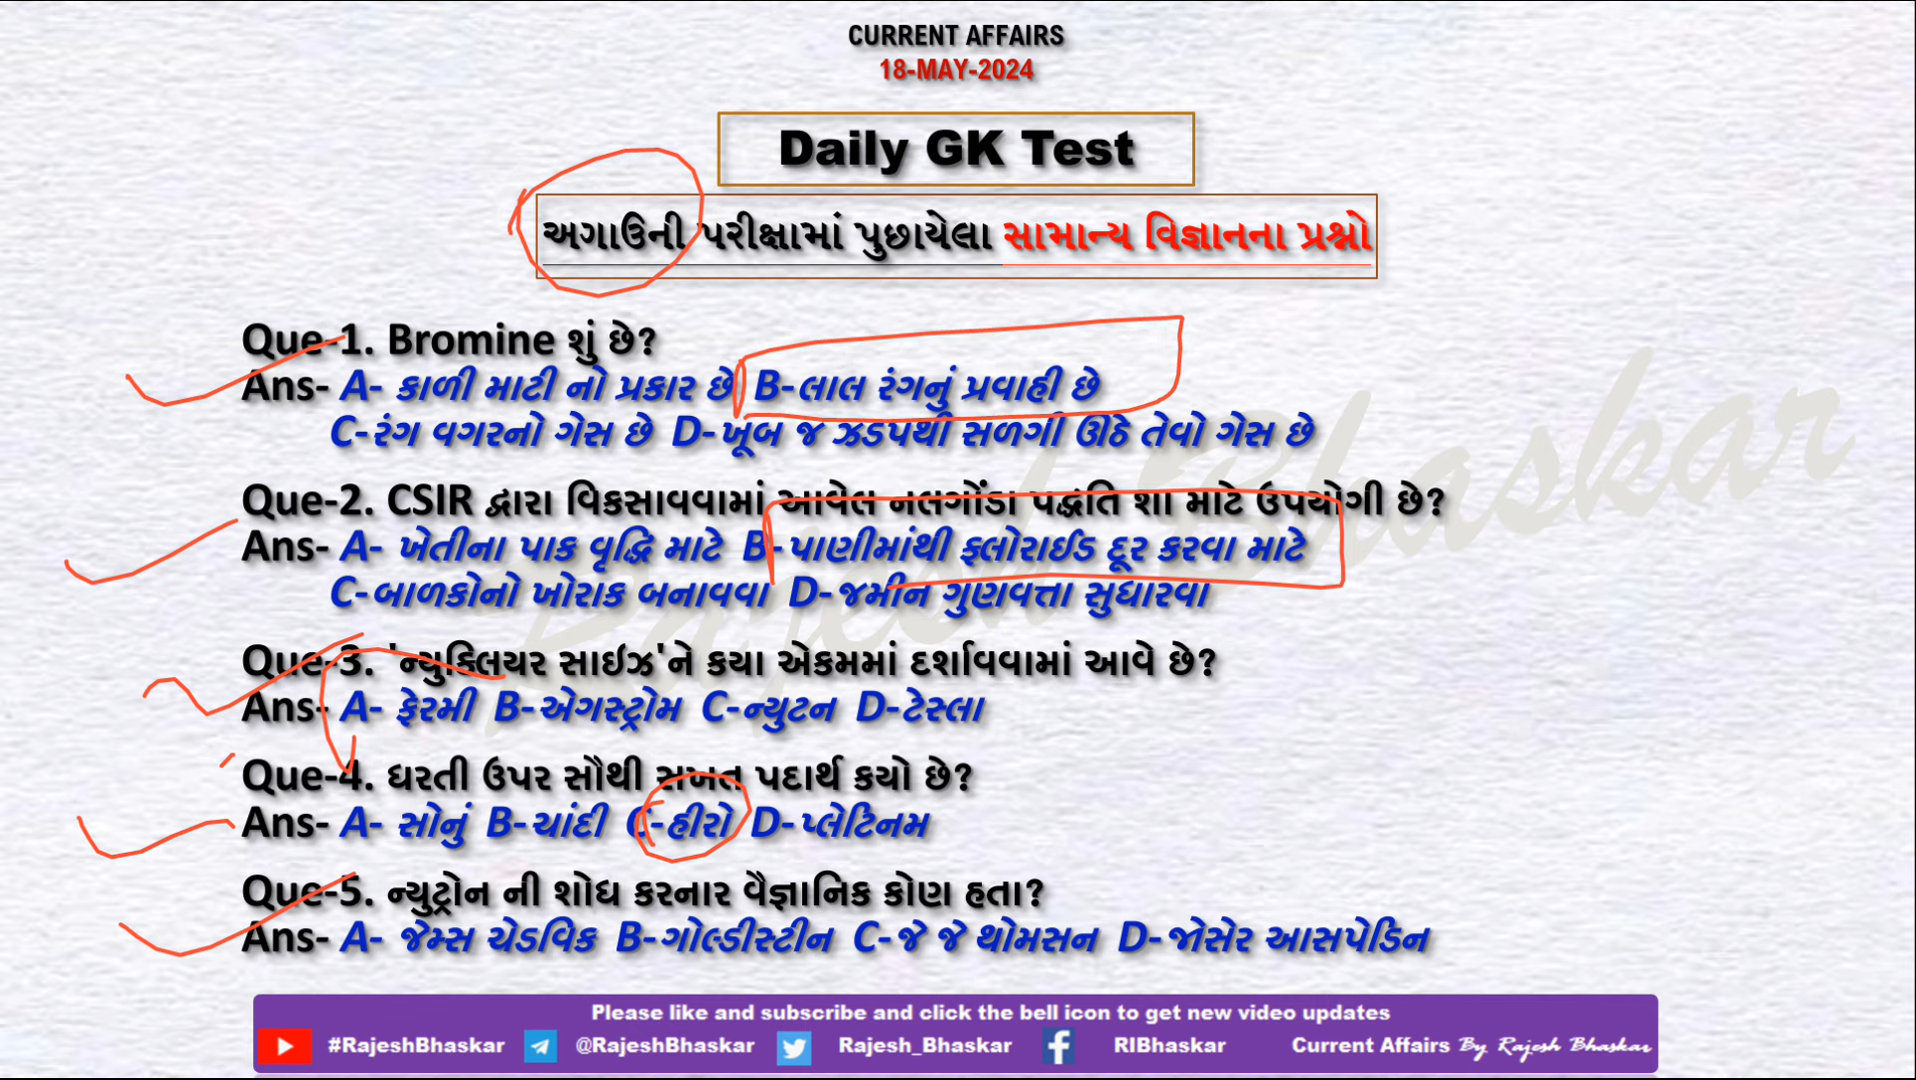 CURRENT AFFAIRS
18-MAY-2024
Daily GK Test
અગાઉની પરીક્ષામાં પુછાયેલા સામાન્ય વિજ્ઞાનના પ્રશ્નો
Que-1. Bromine શું છે?
Ans- A- કાળી માટી નો પ્રકાર છે B-લાલ રંગનું પ્રવાહી છે
C-રંગ વગરનો ગેસ છે D-ખૂબ જ ઝડપથી સળગી ઊઠે તેવો ગેસ છે
Que-2. CSIR દ્વારા વિકસાવવામાં આવેલ નલગોંડા પદ્ધતિ શા માટે ઉપયોગી છે?
Ans- A- ખેતીના પાક વૃદ્ધિ માટે B-પાણીમાંથી ફ્લોરાઈડ દૂર કરવા માટે
C-બાળકોનો ખોરાક બનાવવા D-જમીન ગુણવત્તા સુધારવા
Que-3. 'ન્યુક્લિયર સાઈઝ'ને કયા એકમમાં દર્શાવવામાં આવે છે?
Ans- A- ફેરમી B-એગસ્ટ્રોમ C-ન્યુટન D-ટેસ્લા
Que-4. ધરતી ઉપર સૌથી સખત પદાર્થ કયો છે?
Ans- A- સોનું B-ચાંદી C-હીરો D-પ્લેટિનમ
Que-5. ન્યુટ્રોન ની શોધ કરનાર વૈજ્ઞાનિક કોણ હતા?
Ans- A- જેમ્સ ચેડવિક B-ગોલ્ડીસ્ટીન C-જે જે થોમસન D-જોસેર આસપેડિન
Rajesh Bhaskar
Please like and subscribe and click the bell icon to get new video updates
#RajeshBhaskar @RajeshBhaskar Rajesh_Bhaskar RIBhaskar Current Affairs By Rajesh Bhaskar